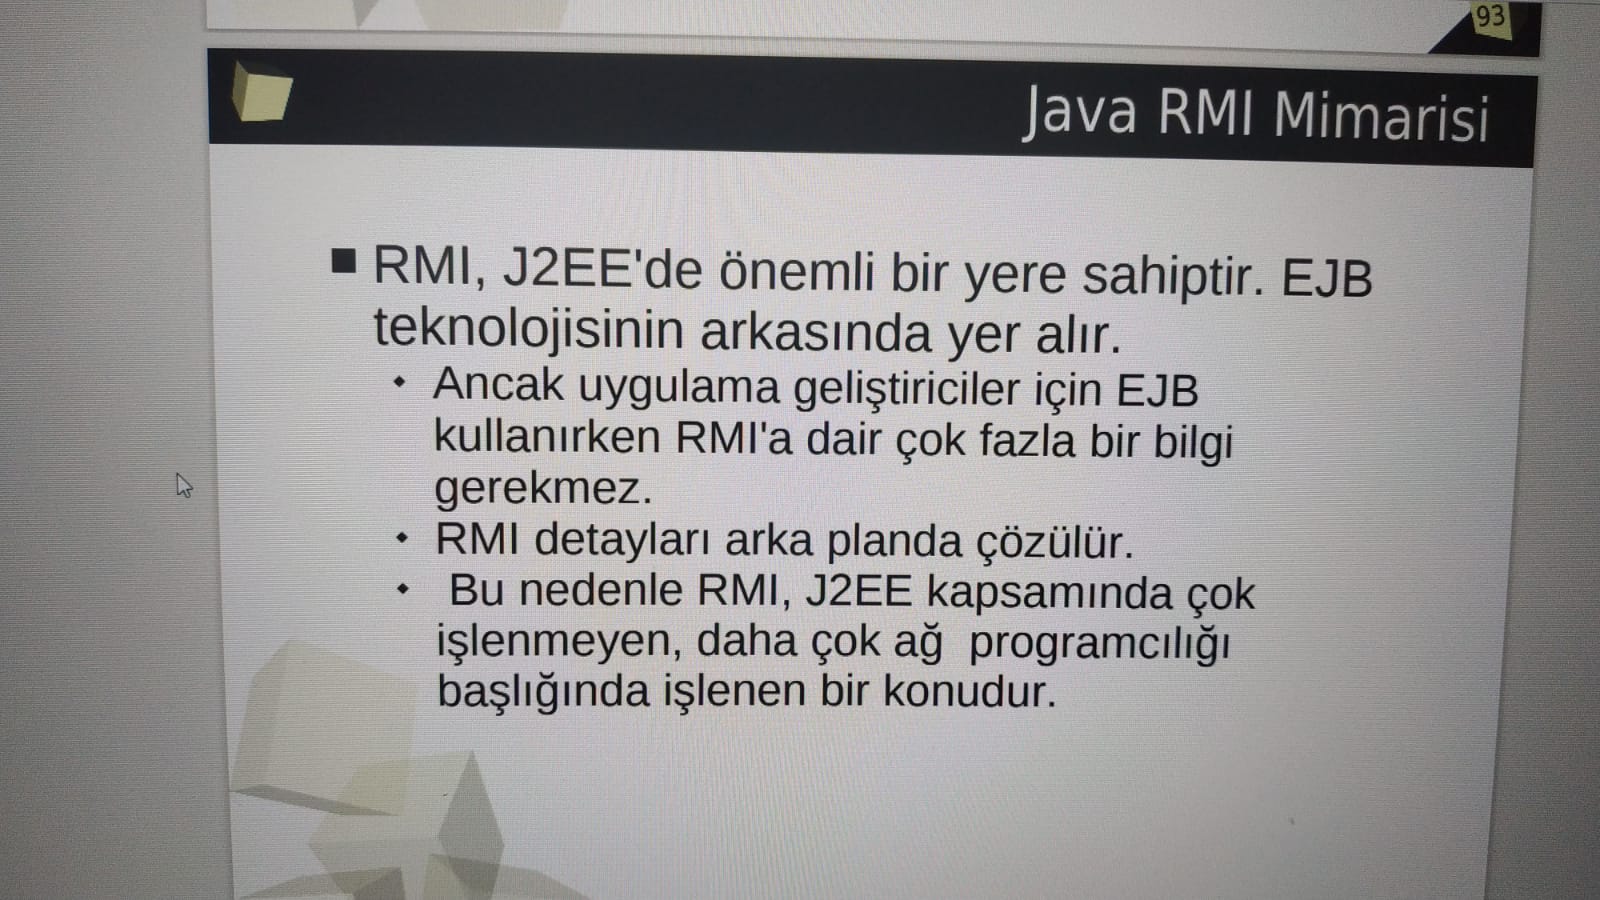 93
Java RMI Mimarisi
RMI, J2EE'de önemli bir yere sahiptir. EJB
teknolojisinin arkasında yer alır.
Ancak uygulama geliştiriciler için EJB
kullanırken RMI'a dair çok fazla bir bilgi
gerekmez.
RMI detayları arka planda çözülür.
Bu nedenle RMI, J2EE kapsamında çok
işlenmeyen, daha çok ağ  programcılığı
başlığında işlenen bir konudur.